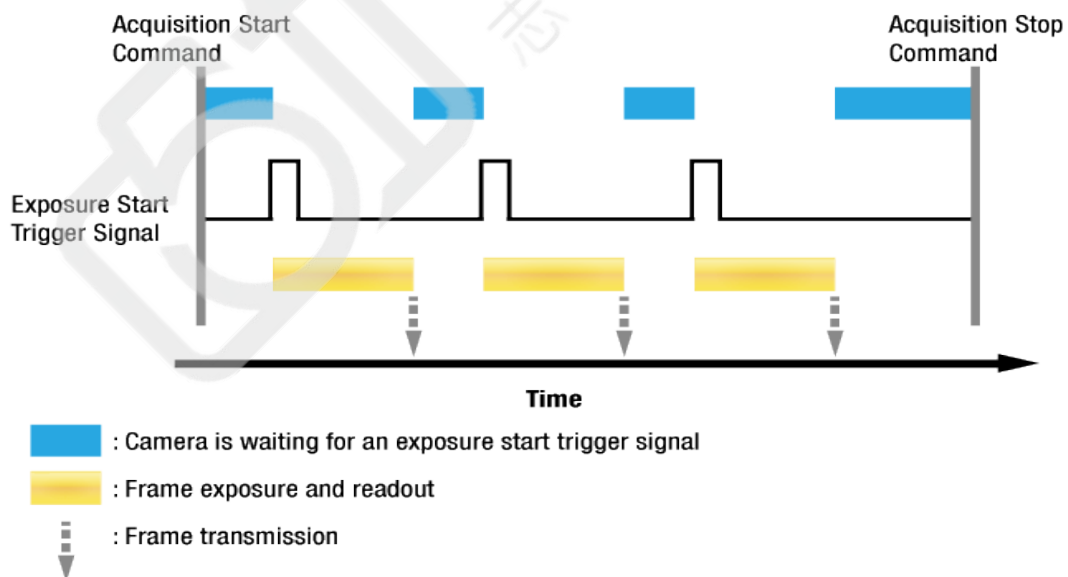 Acquisition Start
Command
Acquisition Stop
Command
志
Exposure Start
Trigger Signal
Time
: Camera is waiting for an exposure start trigger signal
: Frame exposure and readout
: Frame transmission